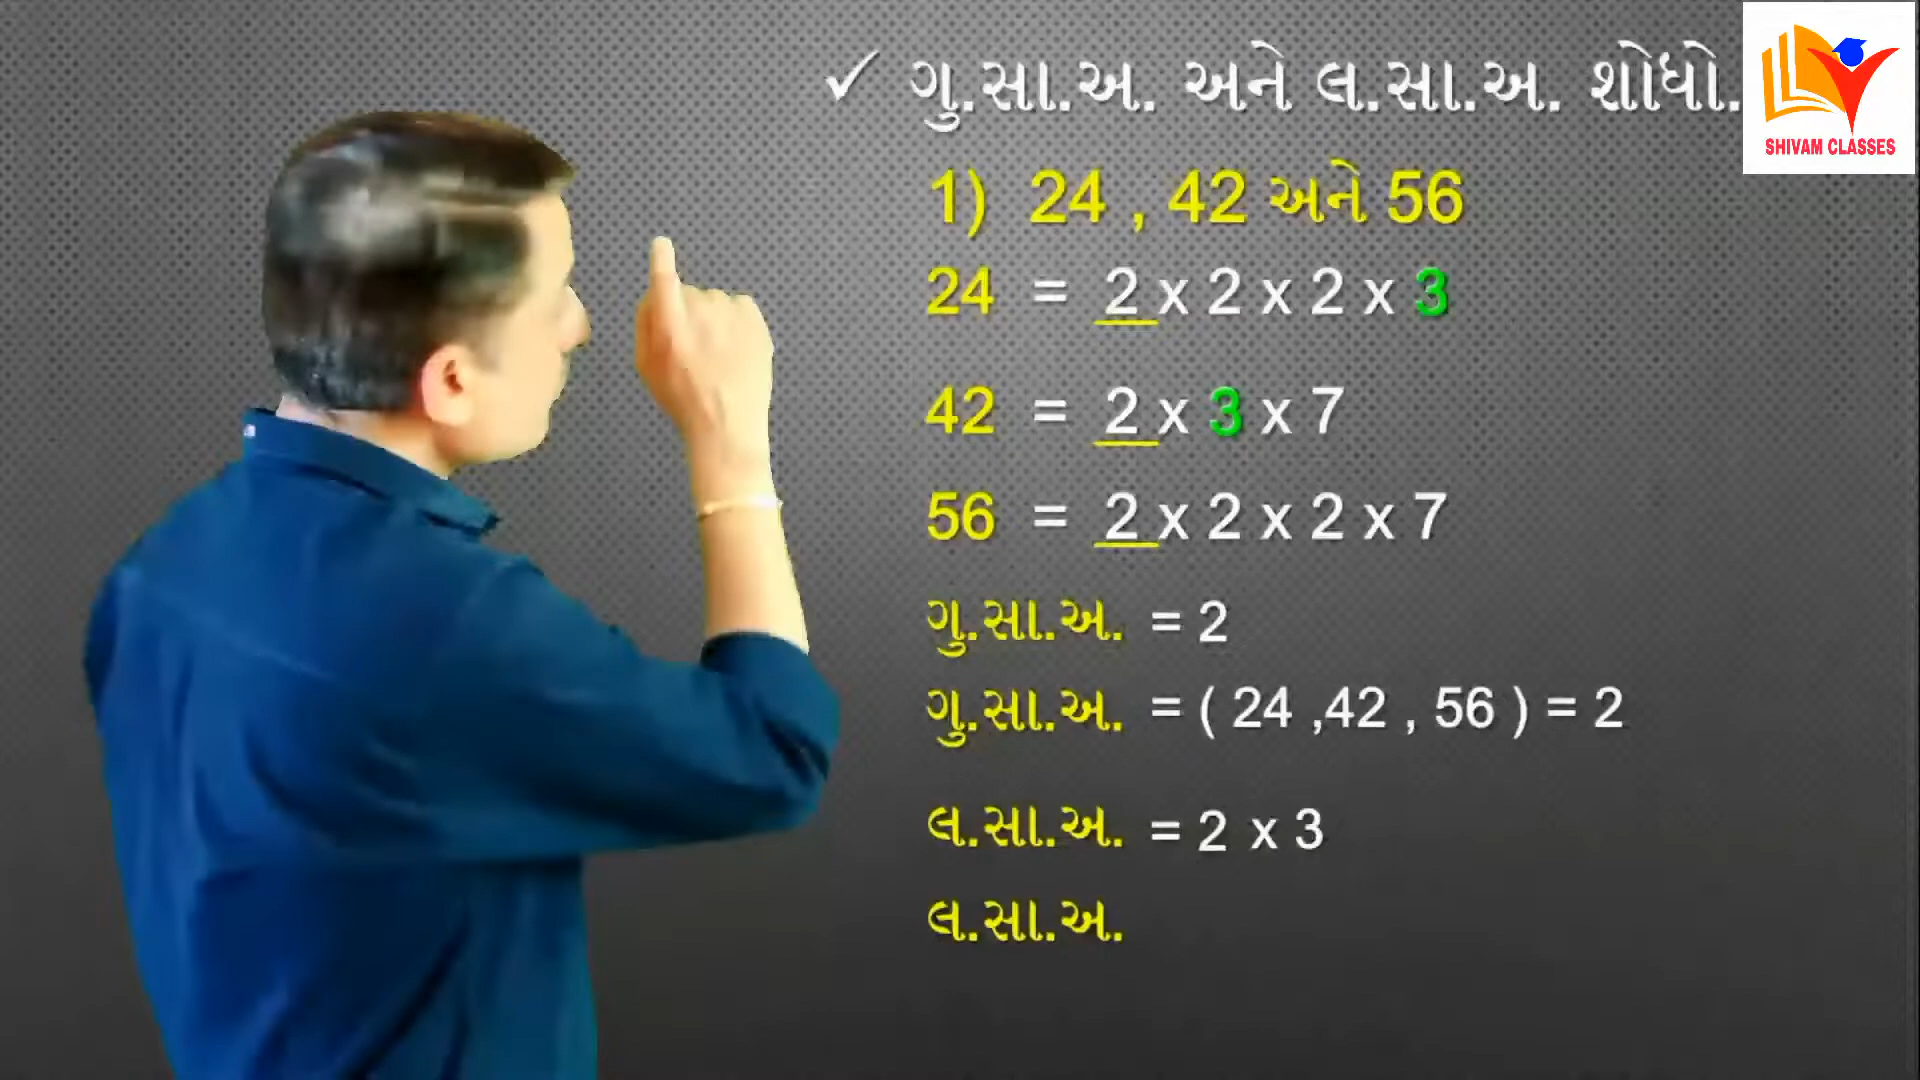 ✓ ગુ.સા.અ. અને લ.સા.અ. શોધો.
SHIVAM CLASSES
1) 24 , 42 અને 56
24 = 2 x 2 x 2 x 3
42 = 2 x 3 x 7
56 = 2 x 2 x 2 x 7
ગુ.સા.અ. = 2
ગુ.સા.અ. = ( 24 ,42 , 56 ) = 2
લ.સા.અ. = 2 x 3
લ.સા.અ.